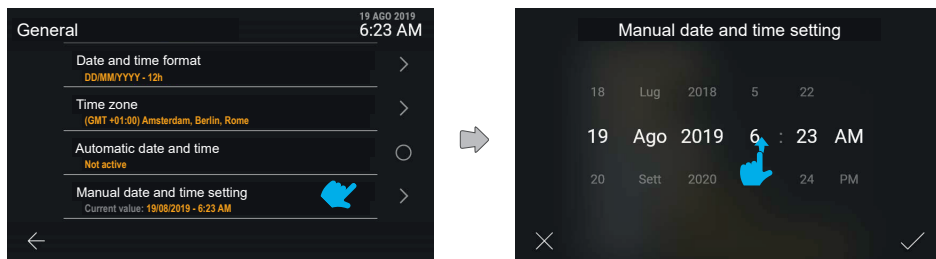 General
19 AGO 2019
6:23 AM
Date and time format
DD/MM/YYYY - 12h
Time zone
(GMT +01:00) Amsterdam, Berlin, Rome
Automatic date and time
Not active
Manual date and time setting
Current value: 19/08/2019 - 6:23 AM
Manual date and time setting
18 Lug 2018 5 22
19 Ago 2019 6 : 23 AM
20 Sett 2020 24 PM